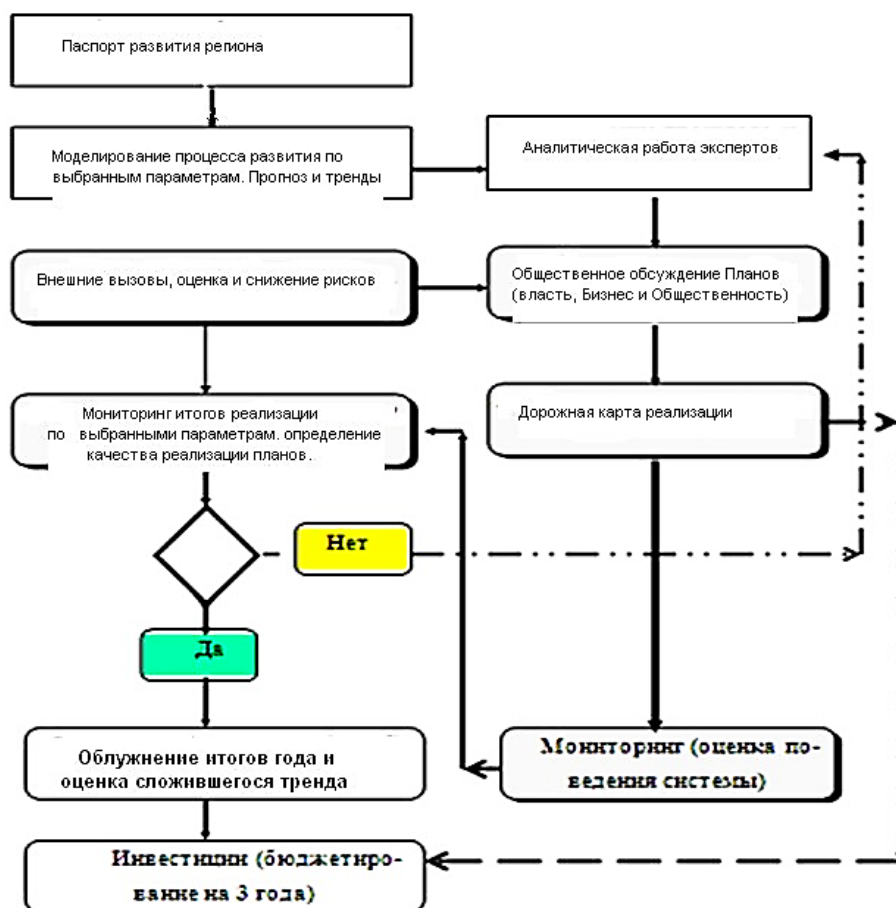 Паспорт развития региона
Моделирование процесса развития по
выбранным параметрам. Прогноз и тренды
Аналитическая работа экспертов
Внешние вызовы, оценка и снижение рисков
Общественное обсуждение Планов
(власть, Бизнес и Общественность)
Мониторинг итогов реализации
по выбранными параметрам. определение
качества реализации планов.
Дорожная карта реализации
Нет
Да
Облужнение итогов года и
оценка сложившегося тренда
Мониторинг (оценка по-
ведения системы)
Инвестиции (бюджетиро-
вание на 3 года)